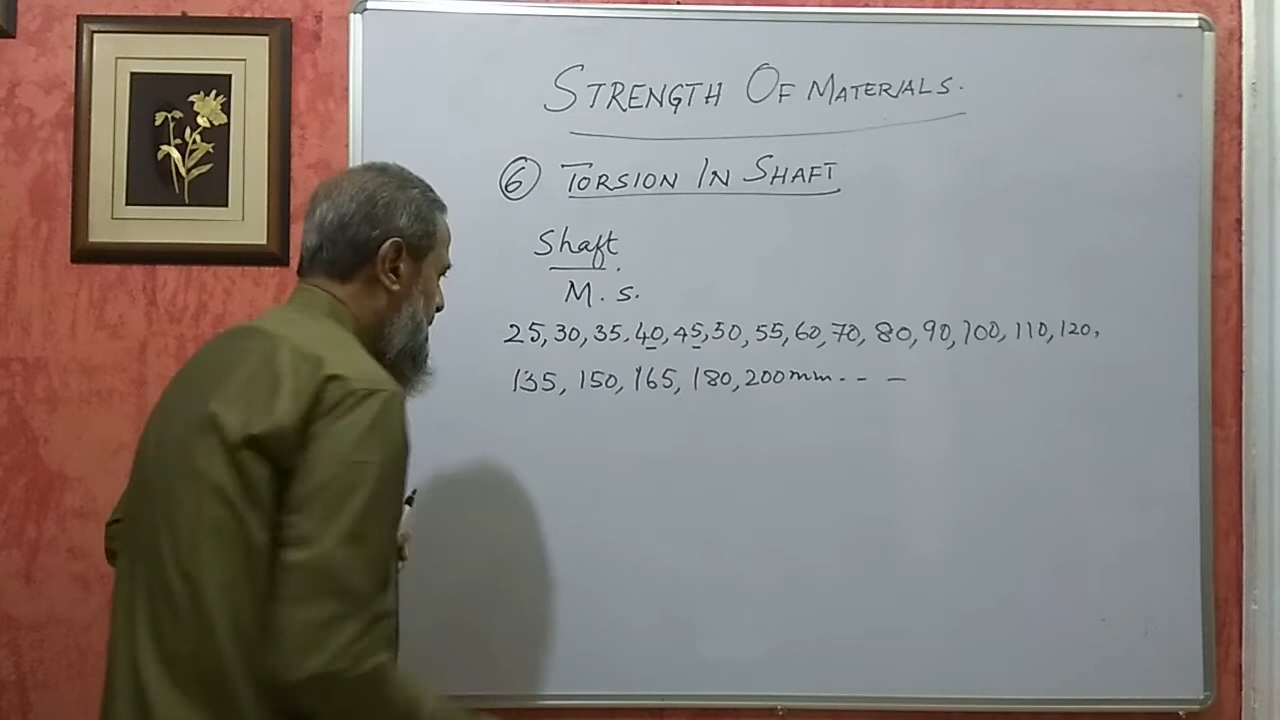 STRENGTH OF MATERIALS.
6 TORSION IN SHAFT
Shaft
M. s.
25, 30, 35. 40, 45, 50, 55, 60, 70, 80, 90, 100, 110, 120,
135, 150, 165, 180, 200mm - - -